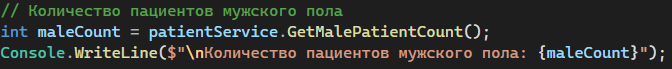 // Количество пациентов мужского пола
int maleCount = patientService.GetMalePatientCount();
Console.WriteLine($"\nКоличество пациентов мужского пола: {maleCount}");